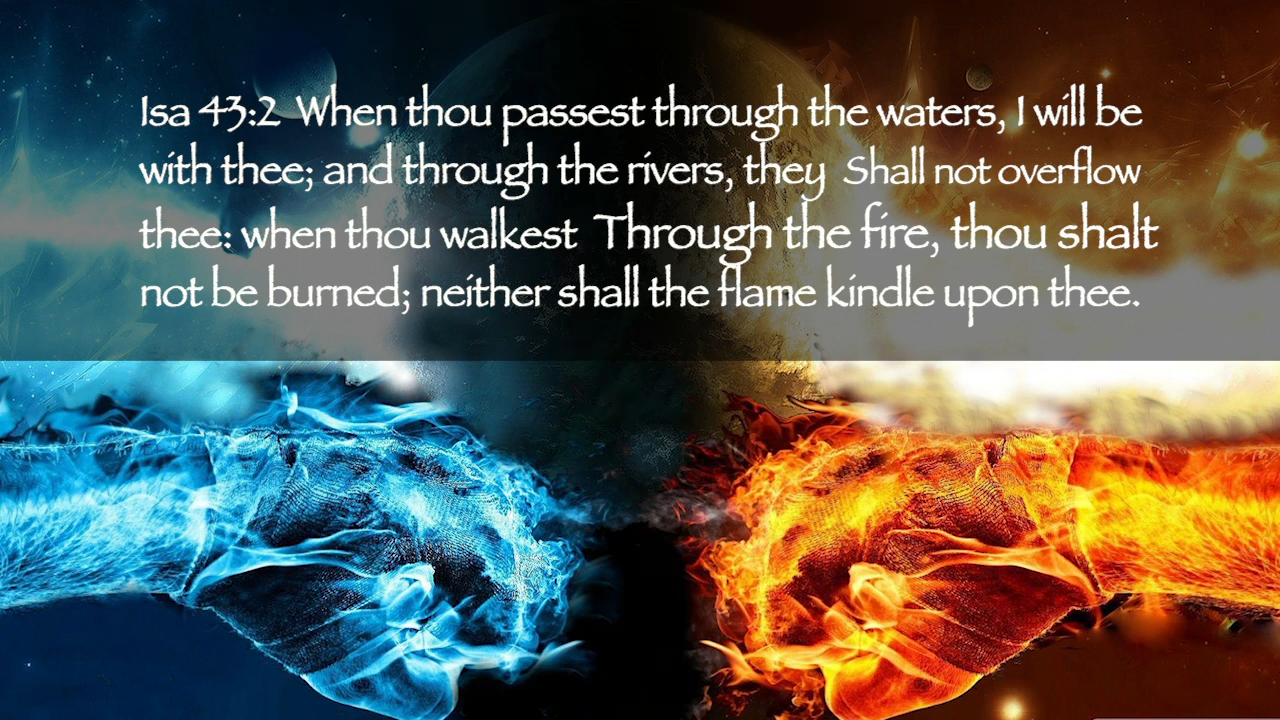 Isa 43:2 When thou passest through the waters, I will be
with thee; and through the rivers, they Shall not overflow
thee: when thou walkest Through the fire, thou shalt
not be burned; neither shall the flame kindle upon thee.